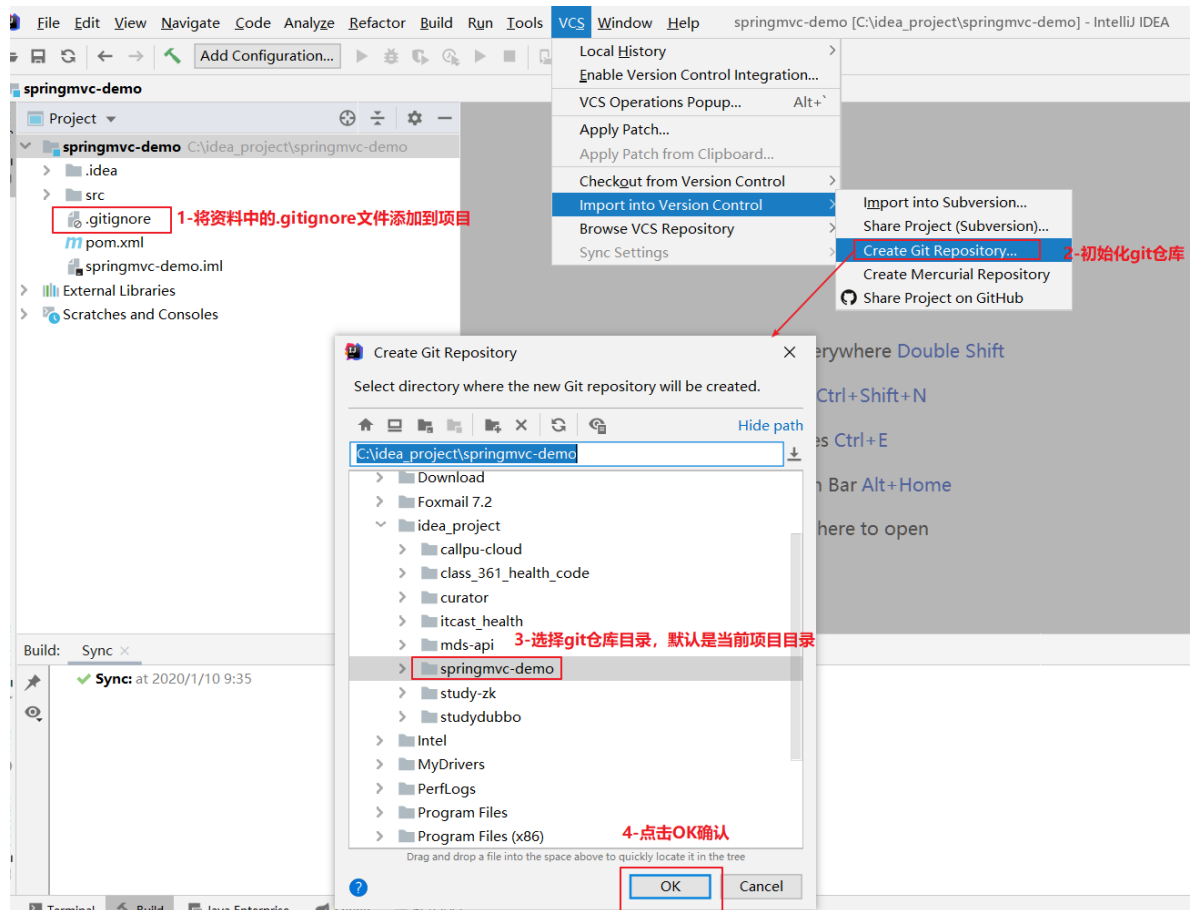 File Edit View Navigate Code Analyze Refactor Build Run Tools VCS Window Help springmvc-demo [C:\idea_project\springmvc-demo] - IntelliJ IDEA
Add Configuration...
springmvc-demo
Project
springmvc-demo C:\idea_project\springmvc-demo
.idea
src
.gitignore 1-将资料中的.gitignore文件添加到项目
pom.xml
springmvc-demo.iml
External Libraries
Scratches and Consoles
Local History
Enable Version Control Integration...
VCS Operations Popup... Alt+`
Apply Patch...
Apply Patch from Clipboard...
Checkout from Version Control
Import into Version Control
Browse VCS Repository
Sync Settings
Import into Subversion...
Share Project (Subversion)...
Create Git Repository... 2-初始化git仓库
Create Mercurial Repository
Share Project on GitHub
erywhere Double Shift
Ctrl+Shift+N
es Ctrl+E
n Bar Alt+Home
here to open
Create Git Repository
Select directory where the new Git repository will be created.
Hide path
C:\idea_project\springmvc-demo
Download
Foxmail 7.2
idea_project
callpu-cloud
class_361_health_code
curator
itcast_health
mds-api 3-选择git仓库目录，默认是当前项目目录
springmvc-demo
study-zk
studydubbo
Intel
MyDrivers
PerfLogs
Program Files
Program Files (x86) 4-点击OK确认
Drag and drop a file into the space above to quickly locate it in the tree
? OK Cancel
Build: Sync
Sync: at 2020/1/10 9:35
Terminal Build Java Enterprise